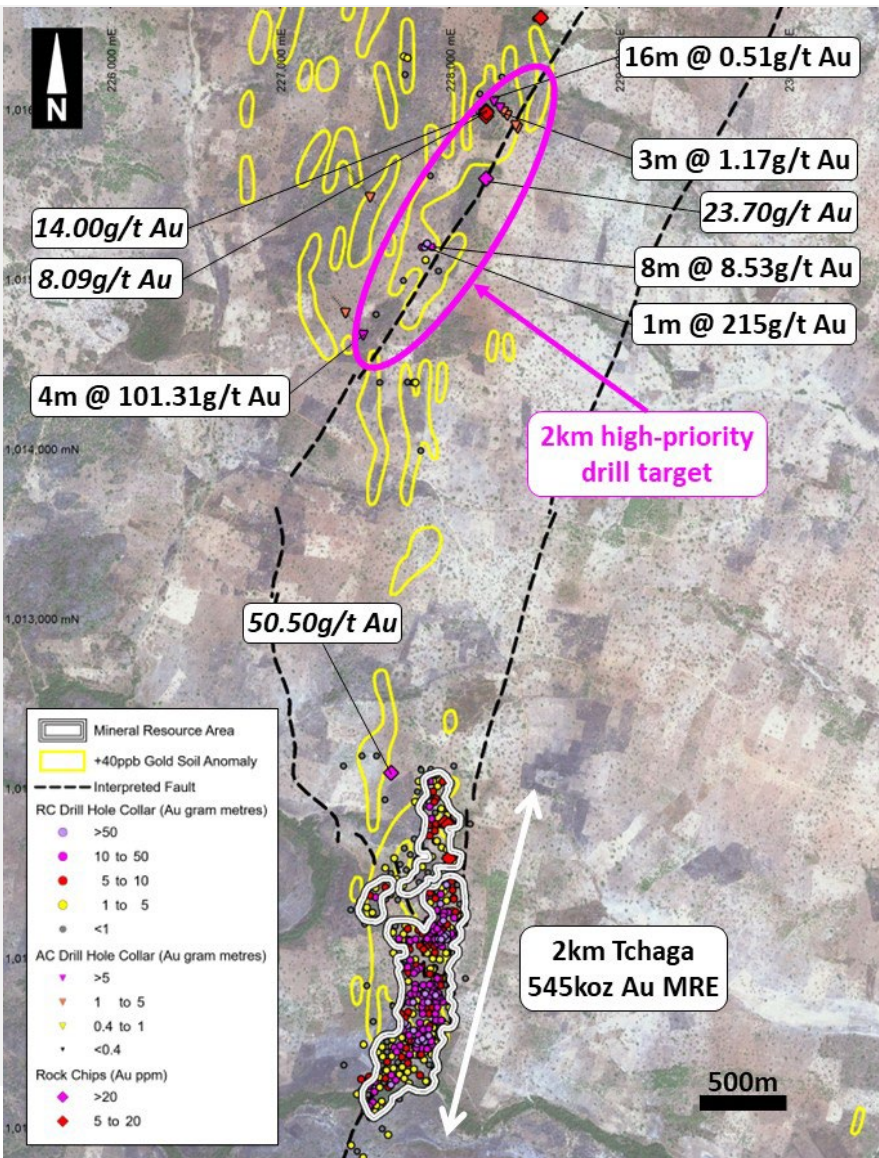 226,000 mE
227,000 mE
228,000 mE
16m @ 0.51g/t Au
1,016
N
3m @ 1.17g/t Au
14.00g/t Au
23.70g/t Au
8.09g/t Au
8m @ 8.53g/t Au
1m @ 215g/t Au
4m @ 101.31g/t Au
2km high-priority
drill target
1,014,000 mN
1,013,000 mN
50.50g/t Au
Mineral Resource Area
+40ppb Gold Soil Anomaly
Interpreted Fault
RC Drill Hole Collar (Au gram metres)
>50
10 to 50
5 to 10
1 to 5
<1
AC Drill Hole Collar (Au gram metres)
>5
1 to 5
0.4 to 1
<0.4
Rock Chips (Au ppm)
>20
5 to 20
2km Tchaga
545koz Au MRE
500m